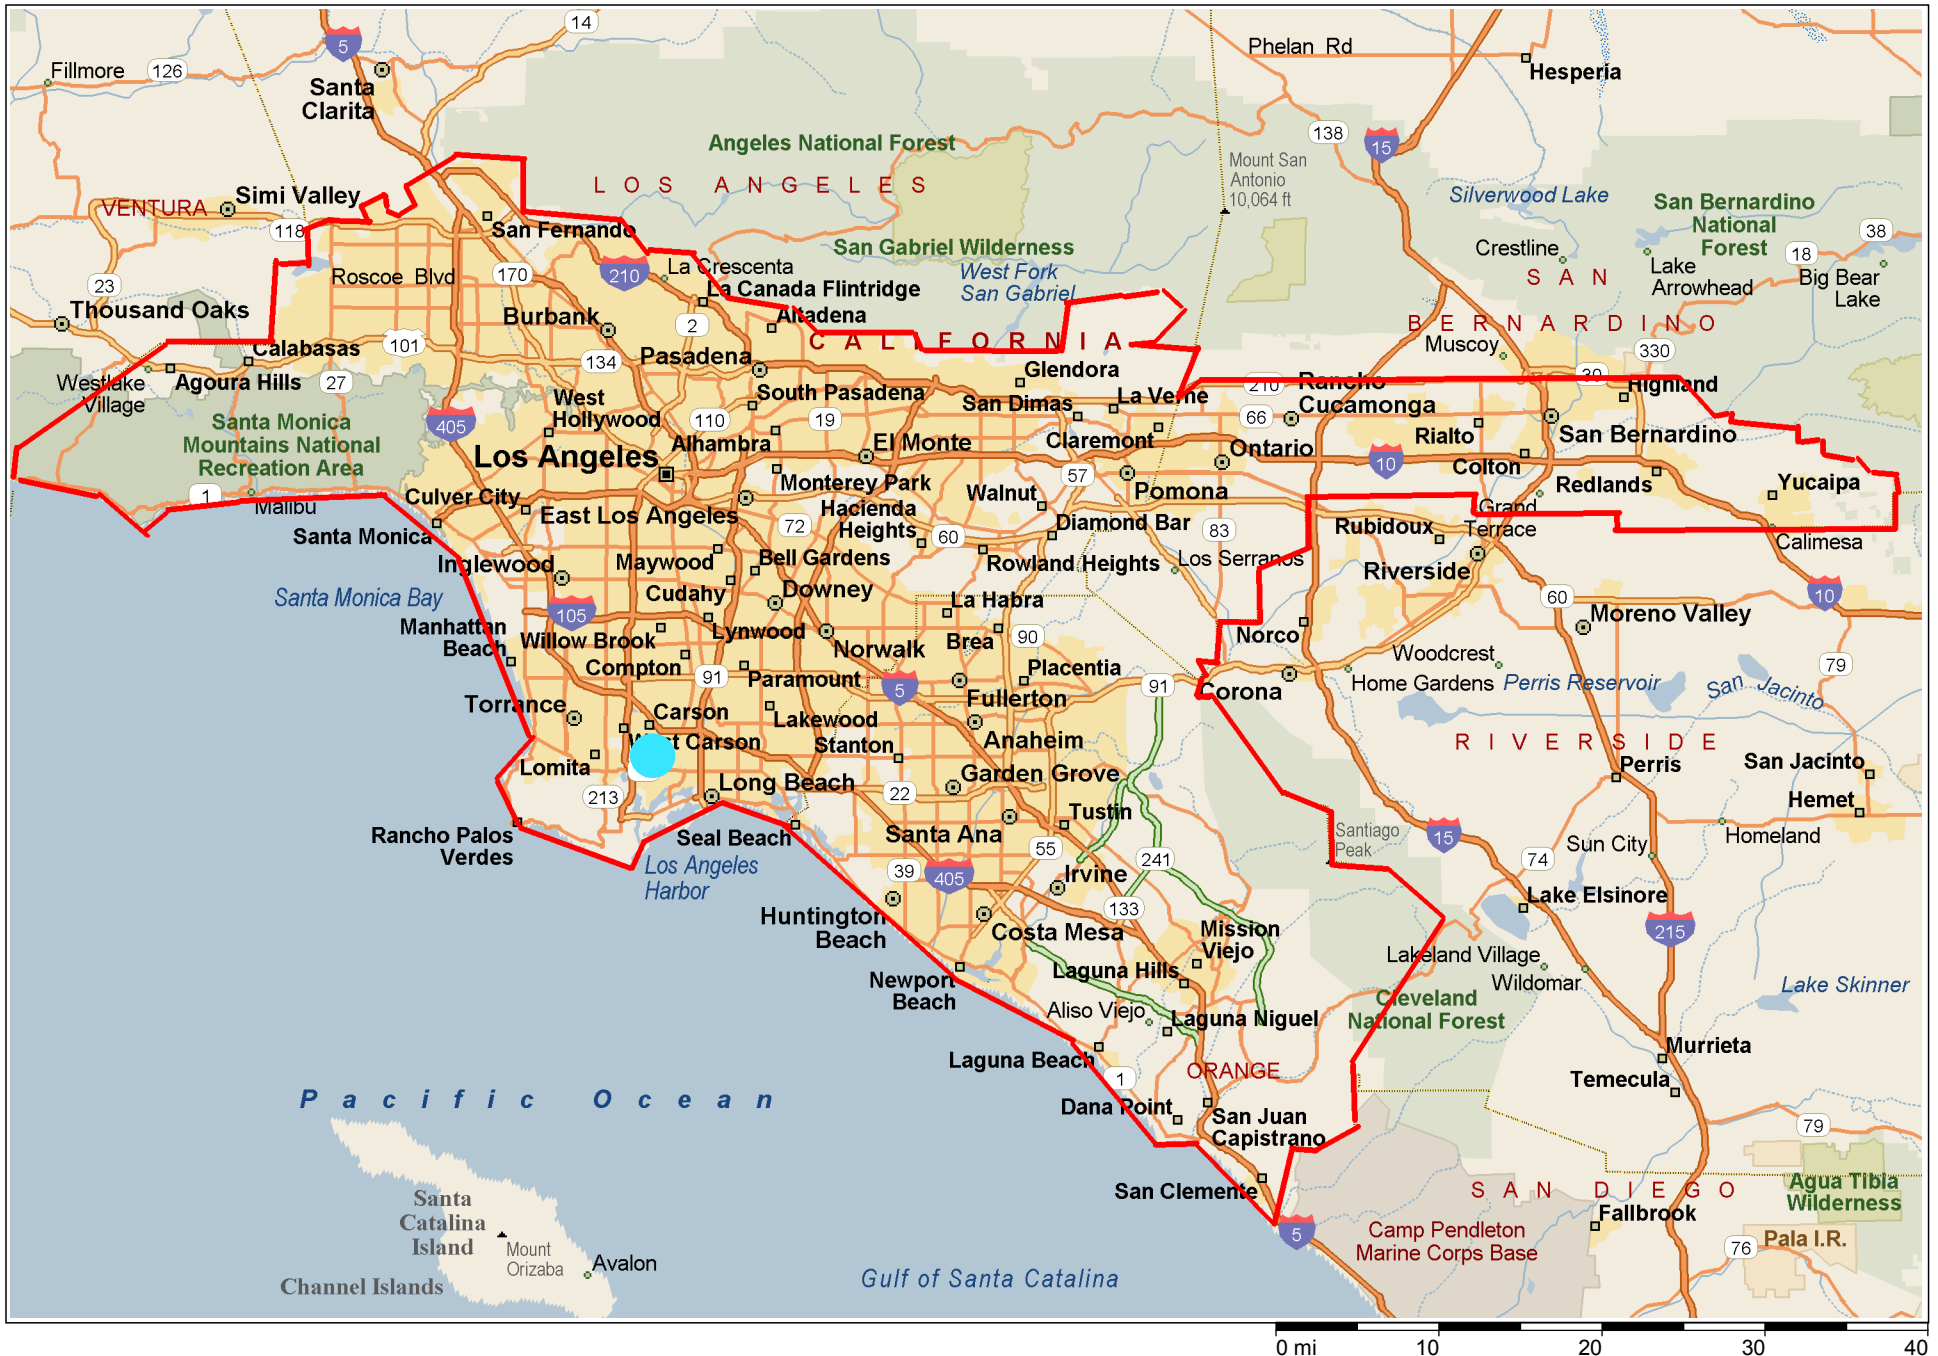 14
5
Fillmore
126
Santa
Clarita
Phelan Rd
Hesperia
138
15
Angeles National Forest
LOS ANGELES
Mount San
Antonio
10,064 ft
Silverwood Lake
San Bernardino
National
Forest
38
18
Crestline
Lake
Arrowhead
Big Bear
Lake
SAN
BERNARDINO
VENTURA
Simi Valley
118
San Fernando
San Gabriel Wilderness
West Fork
San Gabriel
Roscoe Blvd
170
210
La Crescenta
La Canada Flintridge
23
Thousand Oaks
Burbank
2
Altadena
CALIFORNIA
Muscoy
330
Calabasas
101
134
Pasadena
Glendora
Westlake
Village
Agoura Hills
27
South Pasadena
La Verne
210
Rancho
Cucamonga
30
Highland
West
Hollywood
110
19
San Dimas
66
Santa Monica
Mountains National
Recreation Area
405
Alhambra
El Monte
Claremont
Ontario
Rialto
San Bernardino
Los Angeles
10
Colton
57
Monterey Park
Walnut
Pomona
Redlands
Yucaipa
1
Malibu
Culver City
East Los Angeles
Hacienda
Heights
Diamond Bar
Grand
Terrace
Santa Monica
72
60
83
Rubidoux
Calimesa
Inglewood
Maywood
Bell Gardens
Rowland Heights
Los Serranos
Riverside
Santa Monica Bay
Cudahy
Downey
La Habra
60
10
105
Moreno Valley
Manhattan
Beach
Willow Brook
Lynwood
Norwalk
Brea
90
Norco
Compton
Placentia
Woodcrest
79
91
Paramount
5
91
Corona
Home Gardens
Perris Reservoir
San Jacinto
Fullerton
Torrance
Carson
Lakewood
West Carson
Stanton
Anaheim
RIVERSIDE
Lomita
Perris
San Jacinto
Long Beach
Garden Grove
213
22
Hemet
Tustin
Rancho Palos
Verdes
Seal Beach
Santa Ana
Santiago
Peak
15
Homeland
Los Angeles
Harbor
55
241
74
Sun City
39
405
Irvine
Lake Elsinore
133
Huntington
Beach
Costa Mesa
Mission
Viejo
215
Lakeland Village
Laguna Hills
Wildomar
Newport
Beach
Lake Skinner
Cleveland
National Forest
Aliso Viejo
Laguna Niguel
Laguna Beach
Murrieta
ORANGE
1
Temecula
Pacific Ocean
Dana Point
San Juan
Capistrano
79
San Clemente
SAN DIEGO
Agua Tibia
Wilderness
Santa
Catalina
Island
Fallbrook
5
Camp Pendleton
Marine Corps Base
Pala I.R.
76
Mount
Orizaba
Avalon
Channel Islands
Gulf of Santa Catalina
0 mi
10
20
30
40